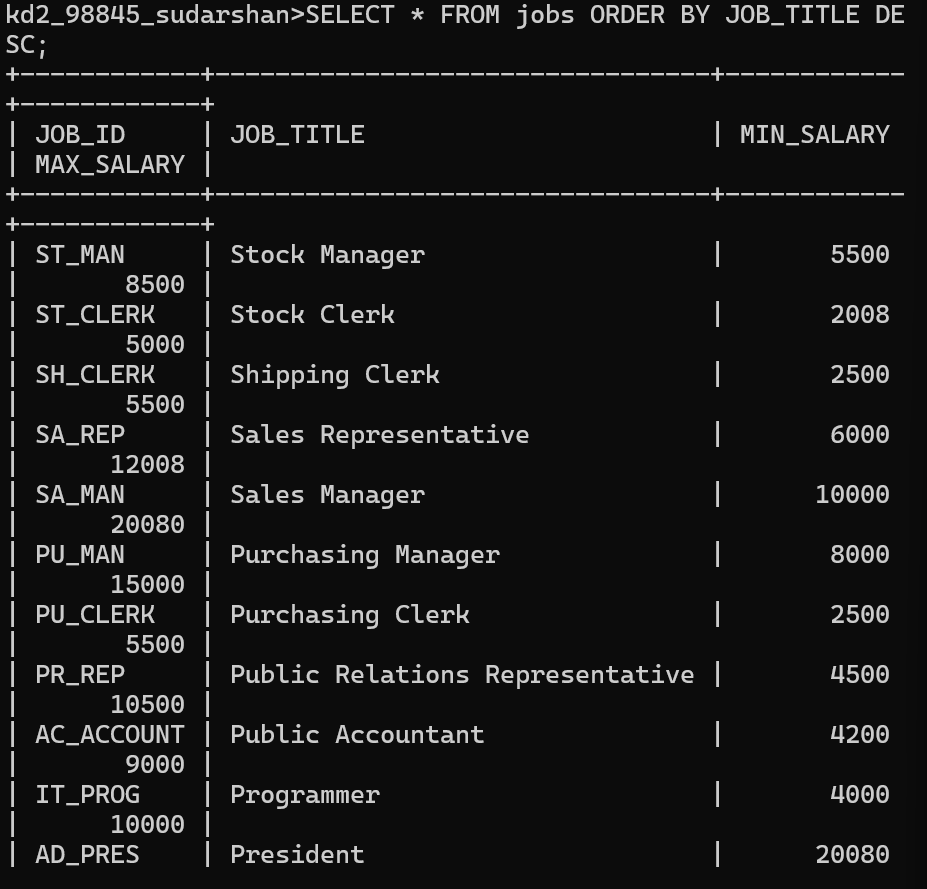 kd2_98845_sudarshan>SELECT * FROM jobs ORDER BY JOB_TITLE DE
SC;
+------------+---------------------------------+------------
+------------+
| JOB_ID     | JOB_TITLE                       | MIN_SALARY
| MAX_SALARY |
+------------+---------------------------------+------------
+------------+
| ST_MAN     | Stock Manager                   |       5500
|       8500 |
| ST_CLERK   | Stock Clerk                     |       2008
|       5000 |
| SH_CLERK   | Shipping Clerk                  |       2500
|       5500 |
| SA_REP     | Sales Representative            |       6000
|      12008 |
| SA_MAN     | Sales Manager                   |      10000
|      20080 |
| PU_MAN     | Purchasing Manager              |       8000
|      15000 |
| PU_CLERK   | Purchasing Clerk                |       2500
|       5500 |
| PR_REP     | Public Relations Representative |       4500
|      10500 |
| AC_ACCOUNT | Public Accountant               |       4200
|       9000 |
| IT_PROG    | Programmer                      |       4000
|      10000 |
| AD_PRES    | President                       |      20080